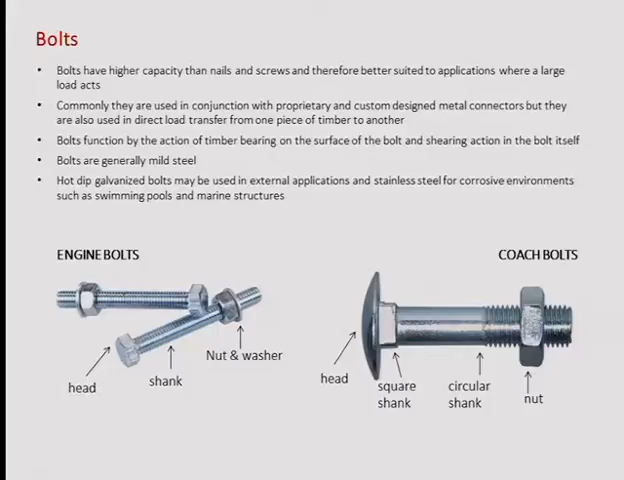 Bolts
• Bolts have higher capacity than nails and screws and therefore better suited to applications where a large
load acts
• Commonly they are used in conjunction with proprietary and custom designed metal connectors but they
are also used in direct load transfer from one piece of timber to another
• Bolts function by the action of timber bearing on the surface of the bolt and shearing action in the bolt itself
• Bolts are generally mild steel
• Hot dip galvanized bolts may be used in external applications and stainless steel for corrosive environments
such as swimming pools and marine structures
ENGINE BOLTS
COACH BOLTS
head
shank
Nut & washer
head
square
shank
circular
shank
nut